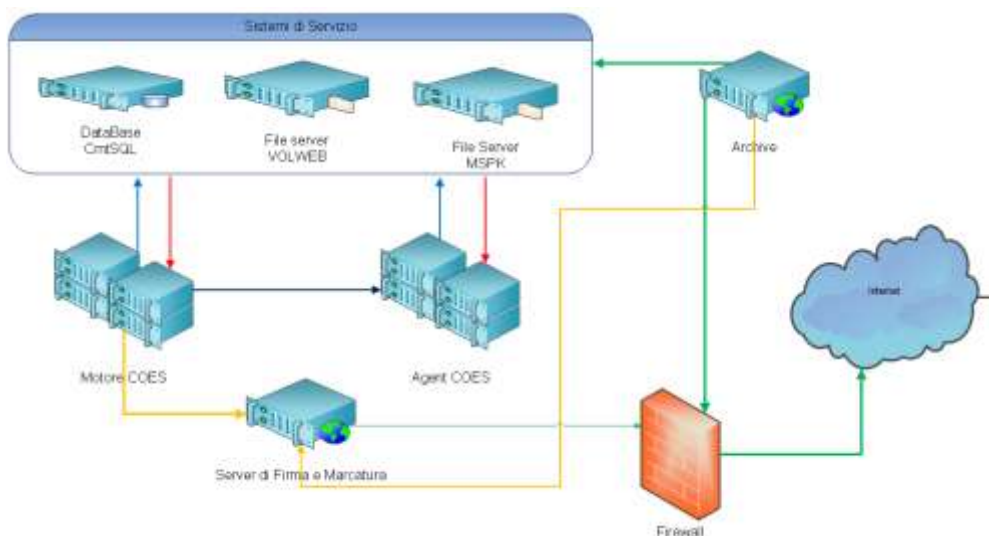 Sistemi di Servizio
DataBase
CmtSQL
File server
VOLWEB
File Server
MSPK
Archive
Internet
Motore COES
Agent COES
Server di Firma e Marcatura
Firewall